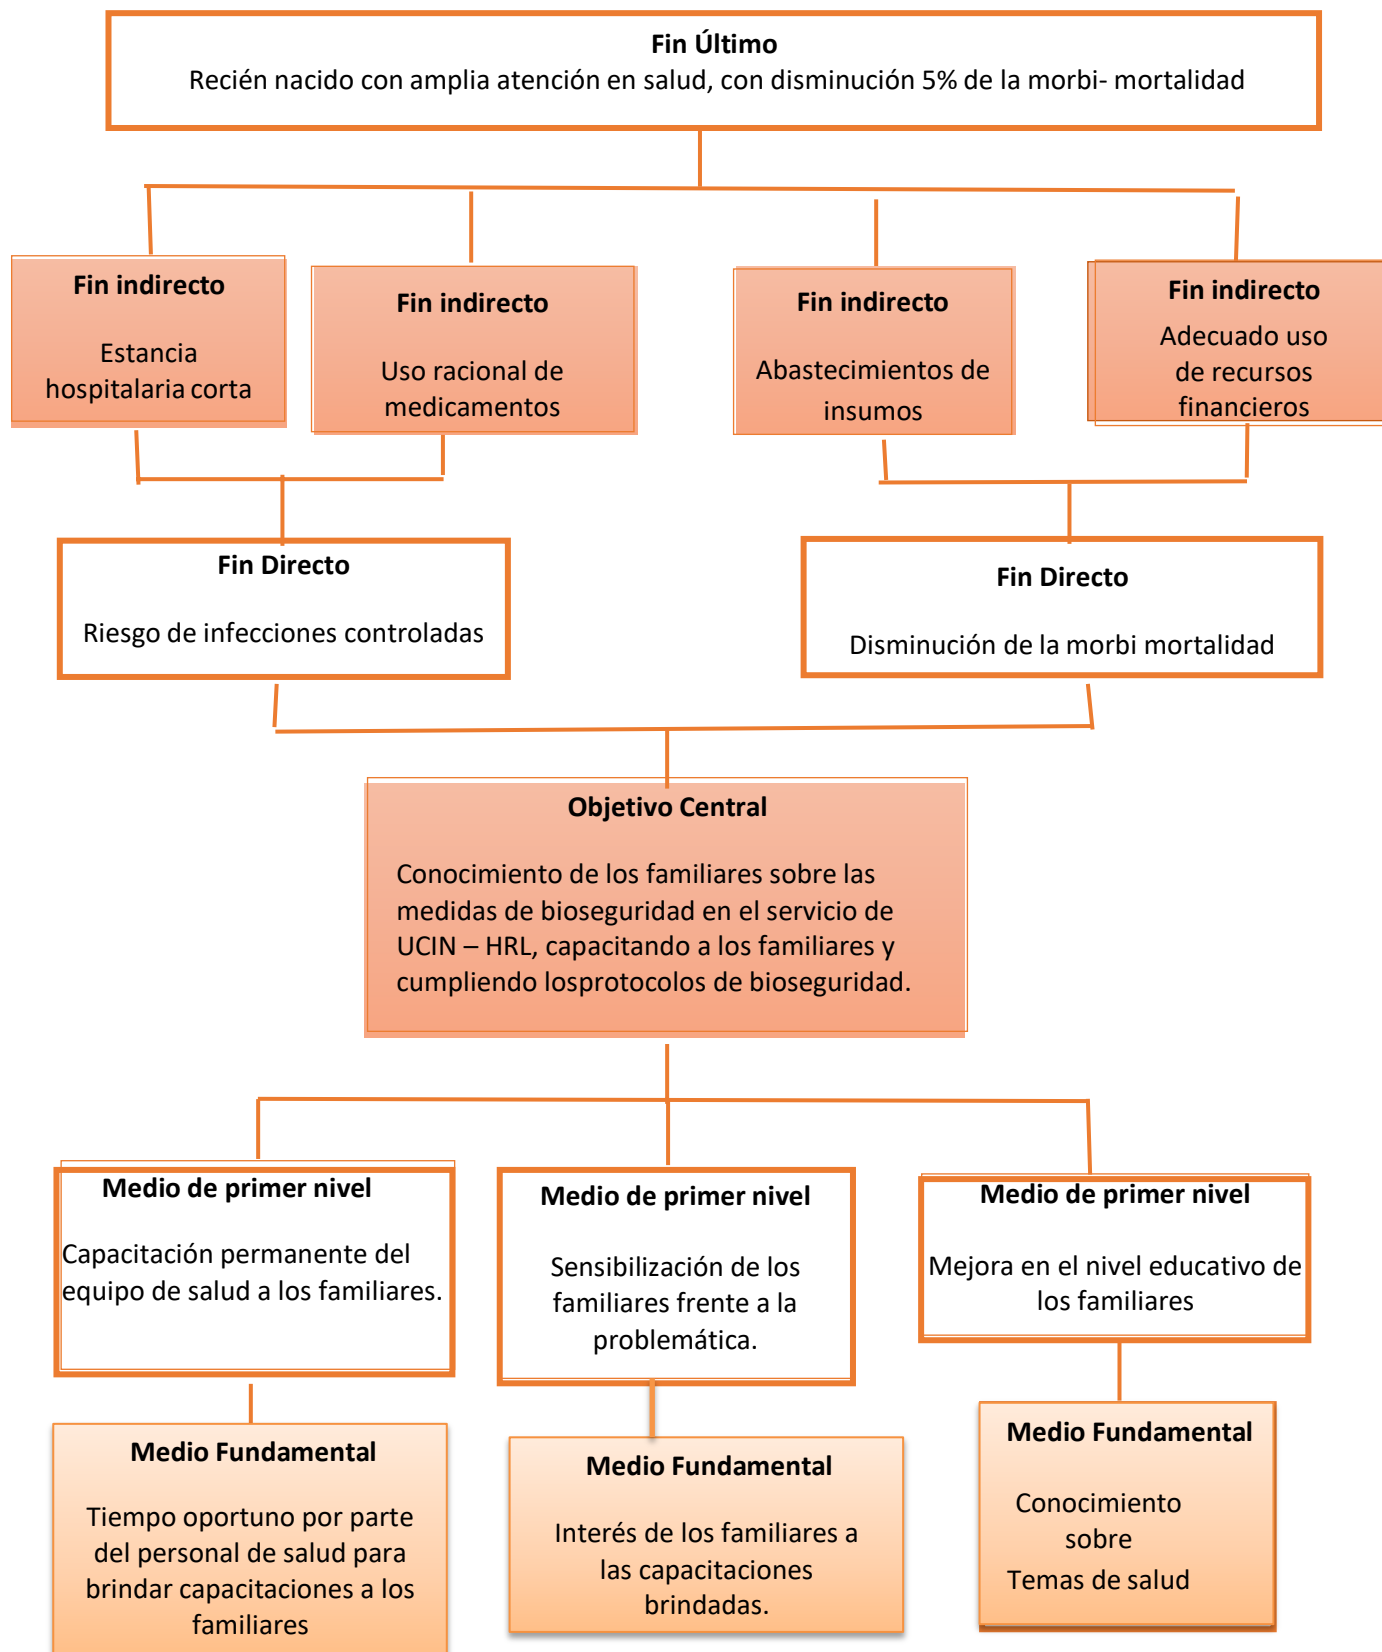 Fin Último
Recién nacido con amplia atención en salud, con disminución 5% de la morbi- mortalidad
Fin indirecto
Estancia
hospitalaria corta
Fin indirecto
Uso racional de
medicamentos
Fin indirecto
Abastecimientos de
insumos
Fin indirecto
Adecuado uso
de recursos
financieros
Fin Directo
Riesgo de infecciones controladas
Fin Directo
Disminución de la morbi mortalidad
Objetivo Central
Conocimiento de los familiares sobre las
medidas de bioseguridad en el servicio de
UCIN – HRL, capacitando a los familiares y
cumpliendo losprotocolos de bioseguridad.
Medio de primer nivel
Capacitación permanente del
equipo de salud a los familiares.
Medio de primer nivel
Sensibilización de los
familiares frente a la
problemática.
Medio de primer nivel
Mejora en el nivel educativo de
los familiares
Medio Fundamental
Tiempo oportuno por parte
del personal de salud para
brindar capacitaciones a los
familiares
Medio Fundamental
Interés de los familiares a
las capacitaciones
brindadas.
Medio Fundamental
Conocimiento
sobre
Temas de salud